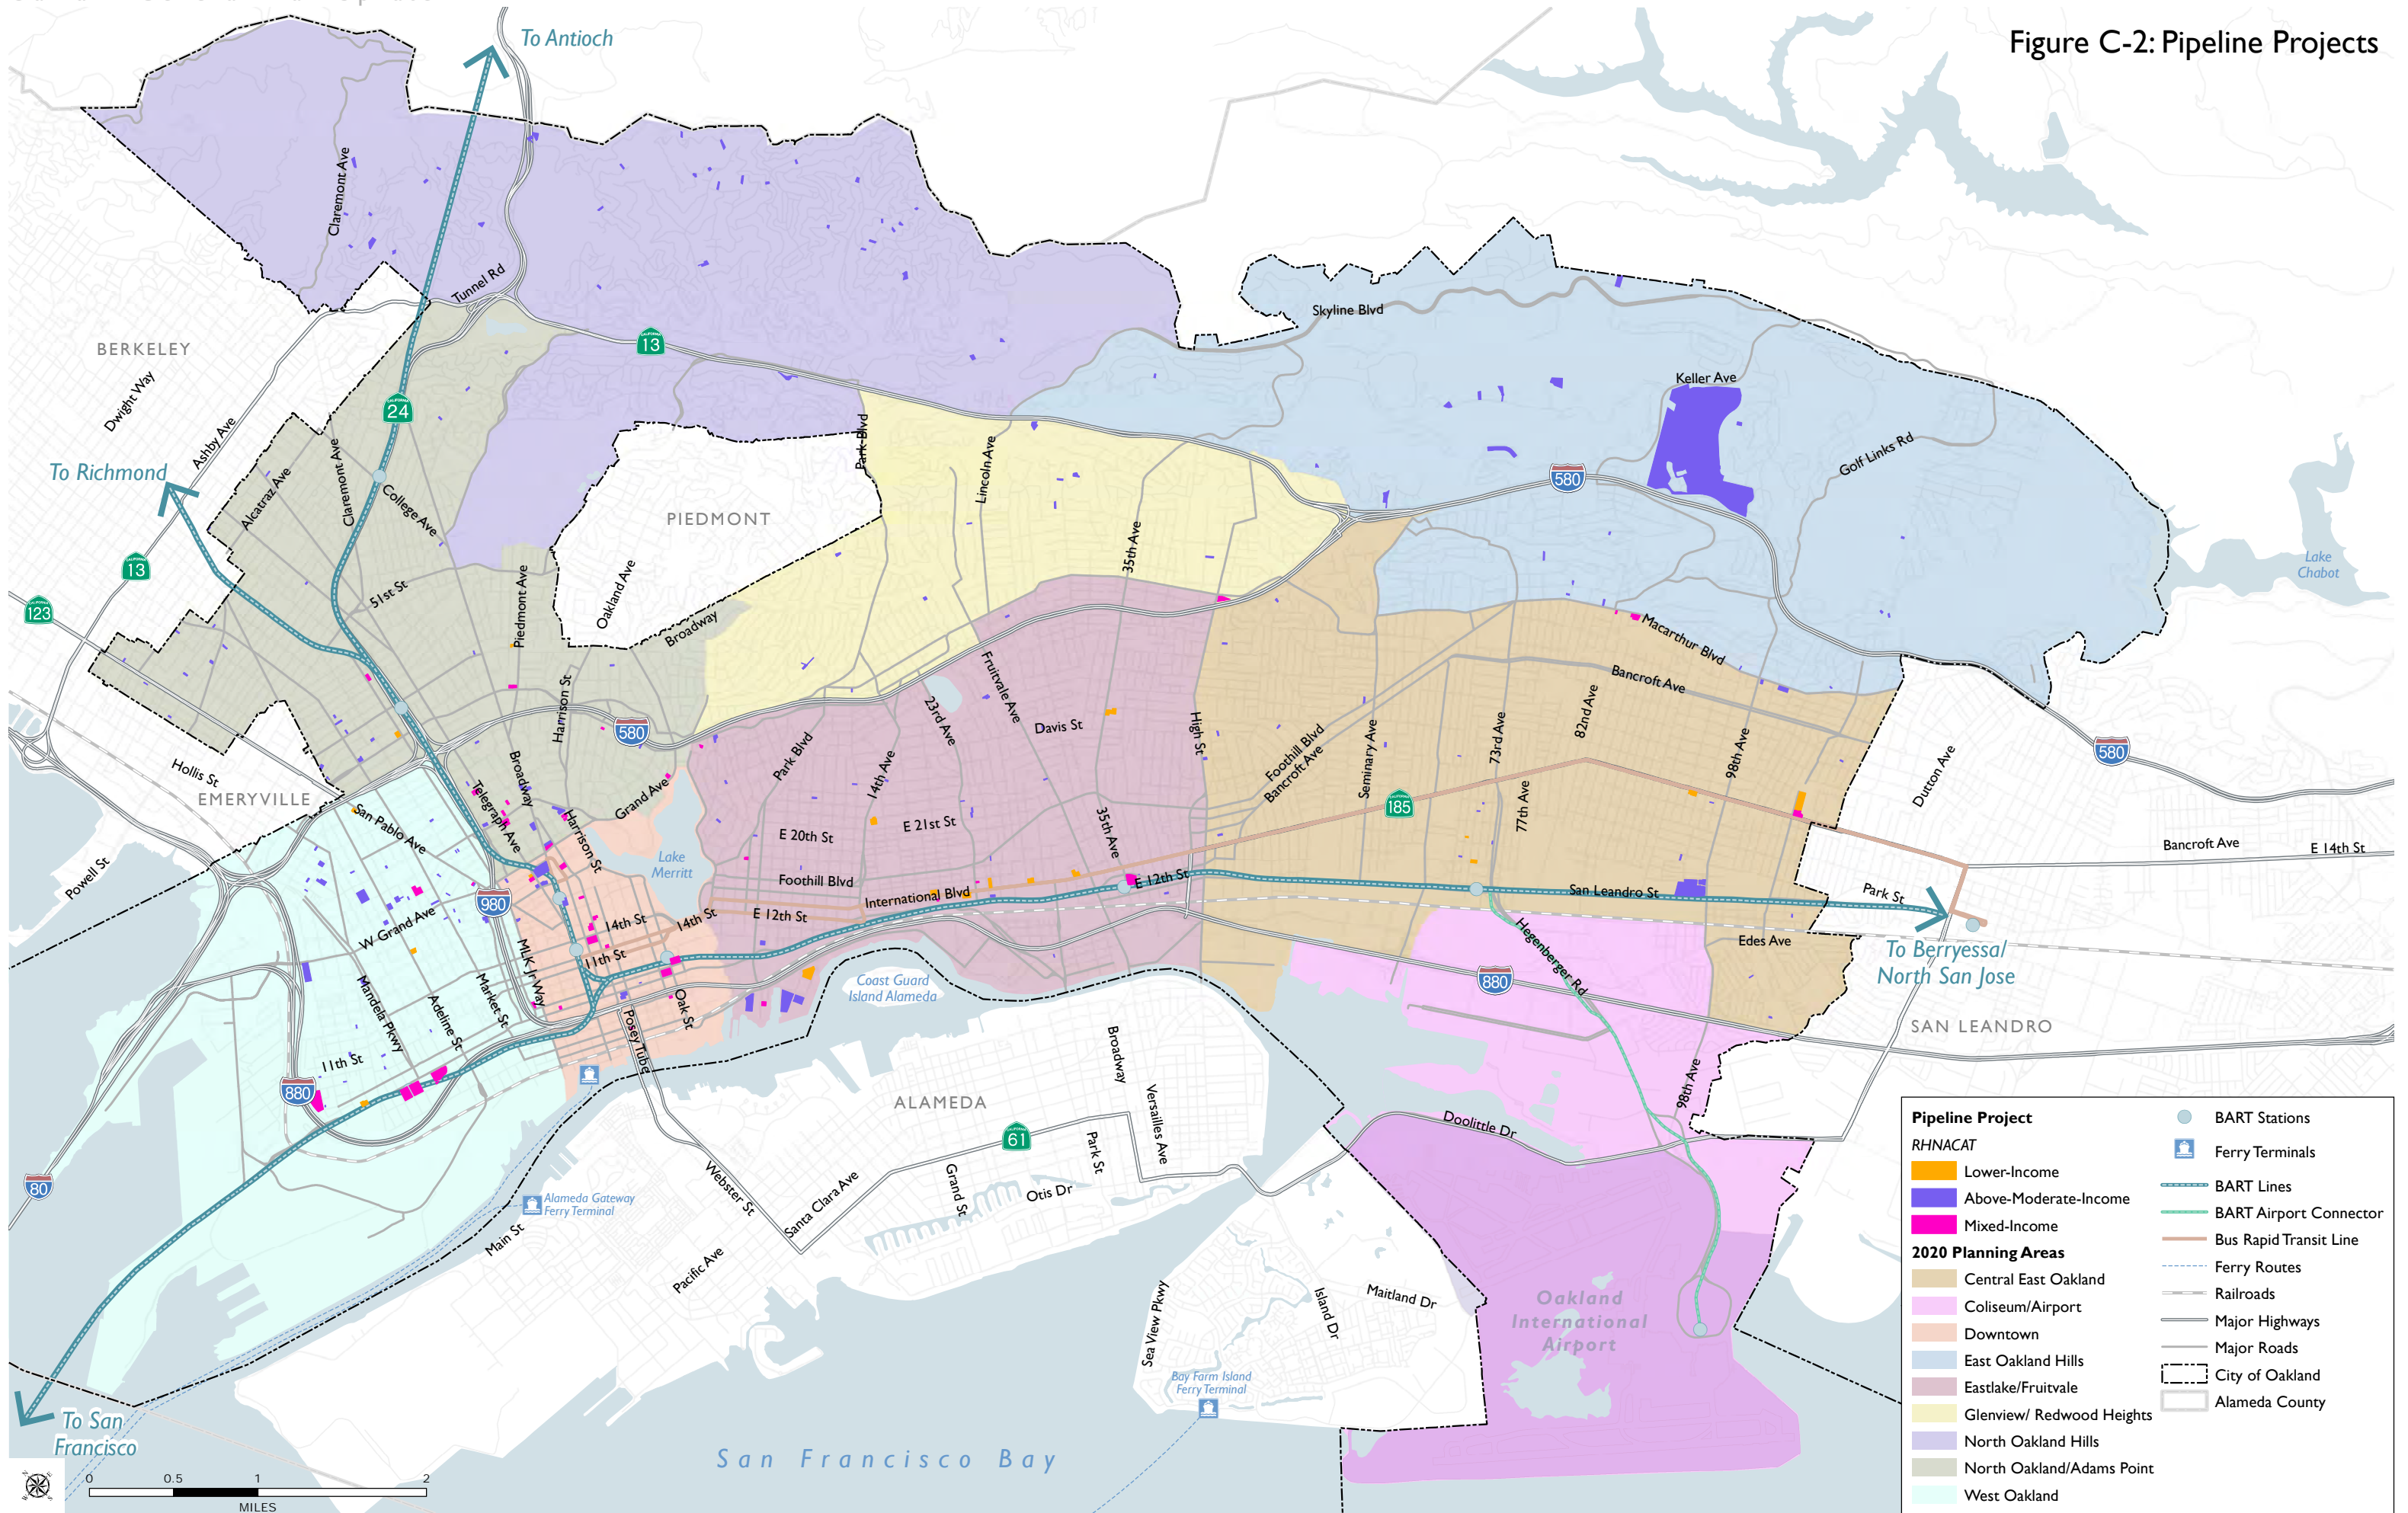 Figure C-2: Pipeline Projects
To Antioch
Claremont Ave
Tunnel Rd
13
BERKELEY
Dwight Way
Ashby Ave
24
To Richmond
Alcatraz Ave
Claremont Ave
College Ave
13
123
51st St
Piedmont Ave
PIEDMONT
Oakland Ave
Broadway
Park Blvd
Lincoln Ave
35th Ave
Skyline Blvd
Keller Ave
580
Golf Links Rd
Lake
Chabot
Macarthur Blvd
Bancroft Ave
Hollis St
EMERYVILLE
Powell St
San Pablo Ave
Telegraph Ave
Broadway
Harrison St
Harrison St
580
Grand Ave
Lake
Merritt
Park Blvd
14th Ave
23rd Ave
Fruitvale Ave
Davis St
E 20th St
E 21st St
Foothill Blvd
International Blvd
E 12th St
35th Ave
E 12th St
High St
Foothill Blvd
Bancroft Ave
Seminary Ave
185
73rd Ave
77th Ave
82nd Ave
98th Ave
Dutton Ave
580
Bancroft Ave
E 14th St
Park St
San Leandro St
Edes Ave
To Berryessal
North San Jose
SAN LEANDRO
980
W Grand Ave
MLK Jr Way
Market St
Adeline St
Mandela Pkwy
11th St
14th St
14th St
11th St
Oak St
Posey Tube
880
80
Coast Guard
Island Alameda
880
Hegenberger Rd
98th Ave
Doolittle Dr
ALAMEDA
Broadway
Versailles Ave
61
Park St
Grand St
Otis Dr
Santa Clara Ave
Webster St
Pacific Ave
Main St
Alameda Gateway
Ferry Terminal
Sea View Pkwy
Island Dr
Maitland Dr
Bay Farm Island
Ferry Terminal
Oakland
International
Airport
To San
Francisco
San Francisco Bay
0 0.5 1 2
MILES
Pipeline Project
RHNACAT
Lower-Income
Above-Moderate-Income
Mixed-Income
2020 Planning Areas
Central East Oakland
Coliseum/Airport
Downtown
East Oakland Hills
Eastlake/Fruitvale
Glenview/ Redwood Heights
North Oakland Hills
North Oakland/Adams Point
West Oakland
BART Stations
Ferry Terminals
BART Lines
BART Airport Connector
Bus Rapid Transit Line
Ferry Routes
Railroads
Major Highways
Major Roads
City of Oakland
Alameda County